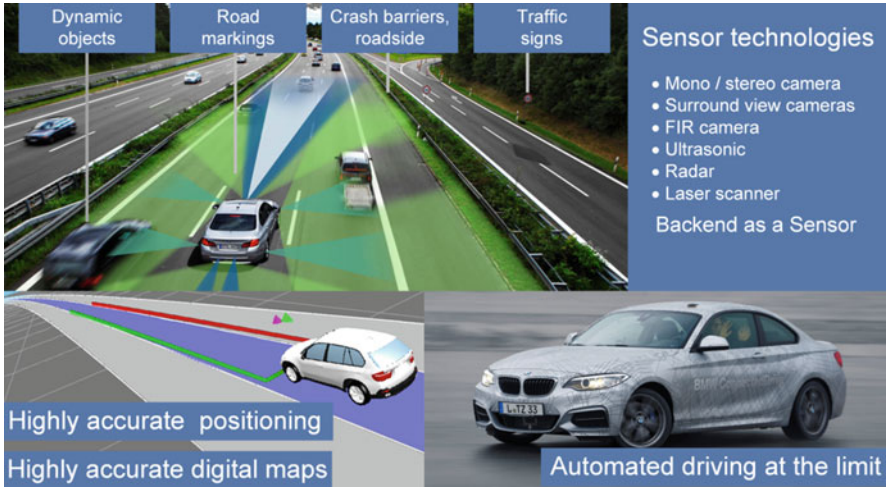 Dynamic
objects
Road
markings
Crash barriers,
roadside
Traffic
signs
Sensor technologies
• Mono / stereo camera
• Surround view cameras
• FIR camera
• Ultrasonic
• Radar
• Laser scanner
Backend as a Sensor
Highly accurate positioning
Highly accurate digital maps
L TZ 33
Automated driving at the limit